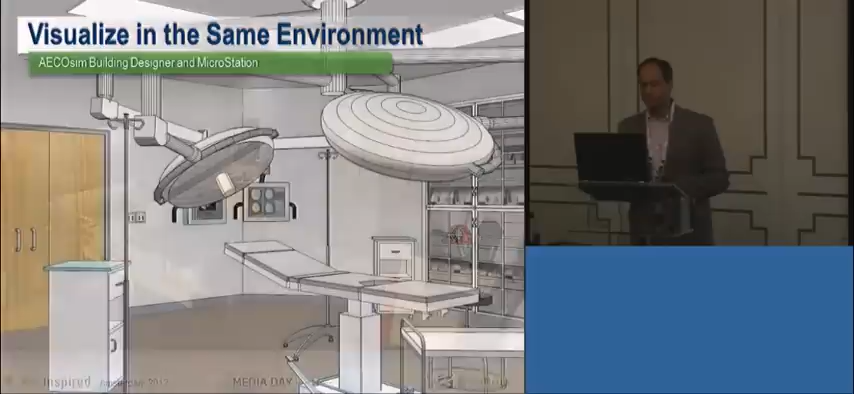 Visualize in the Same Environment
AECOsim Building Designer and MicroStation
Inspired
MEDIA DAY